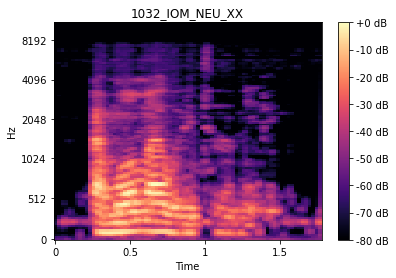 1032_IOM_NEU_XX
+0 dB
8192
-10 dB
4096
-20 dB
-30 dB
2048
Hz
-40 dB
1024
-50 dB
512
-60 dB
-70 dB
0
-80 dB
0
0.5
1
1.5
Time